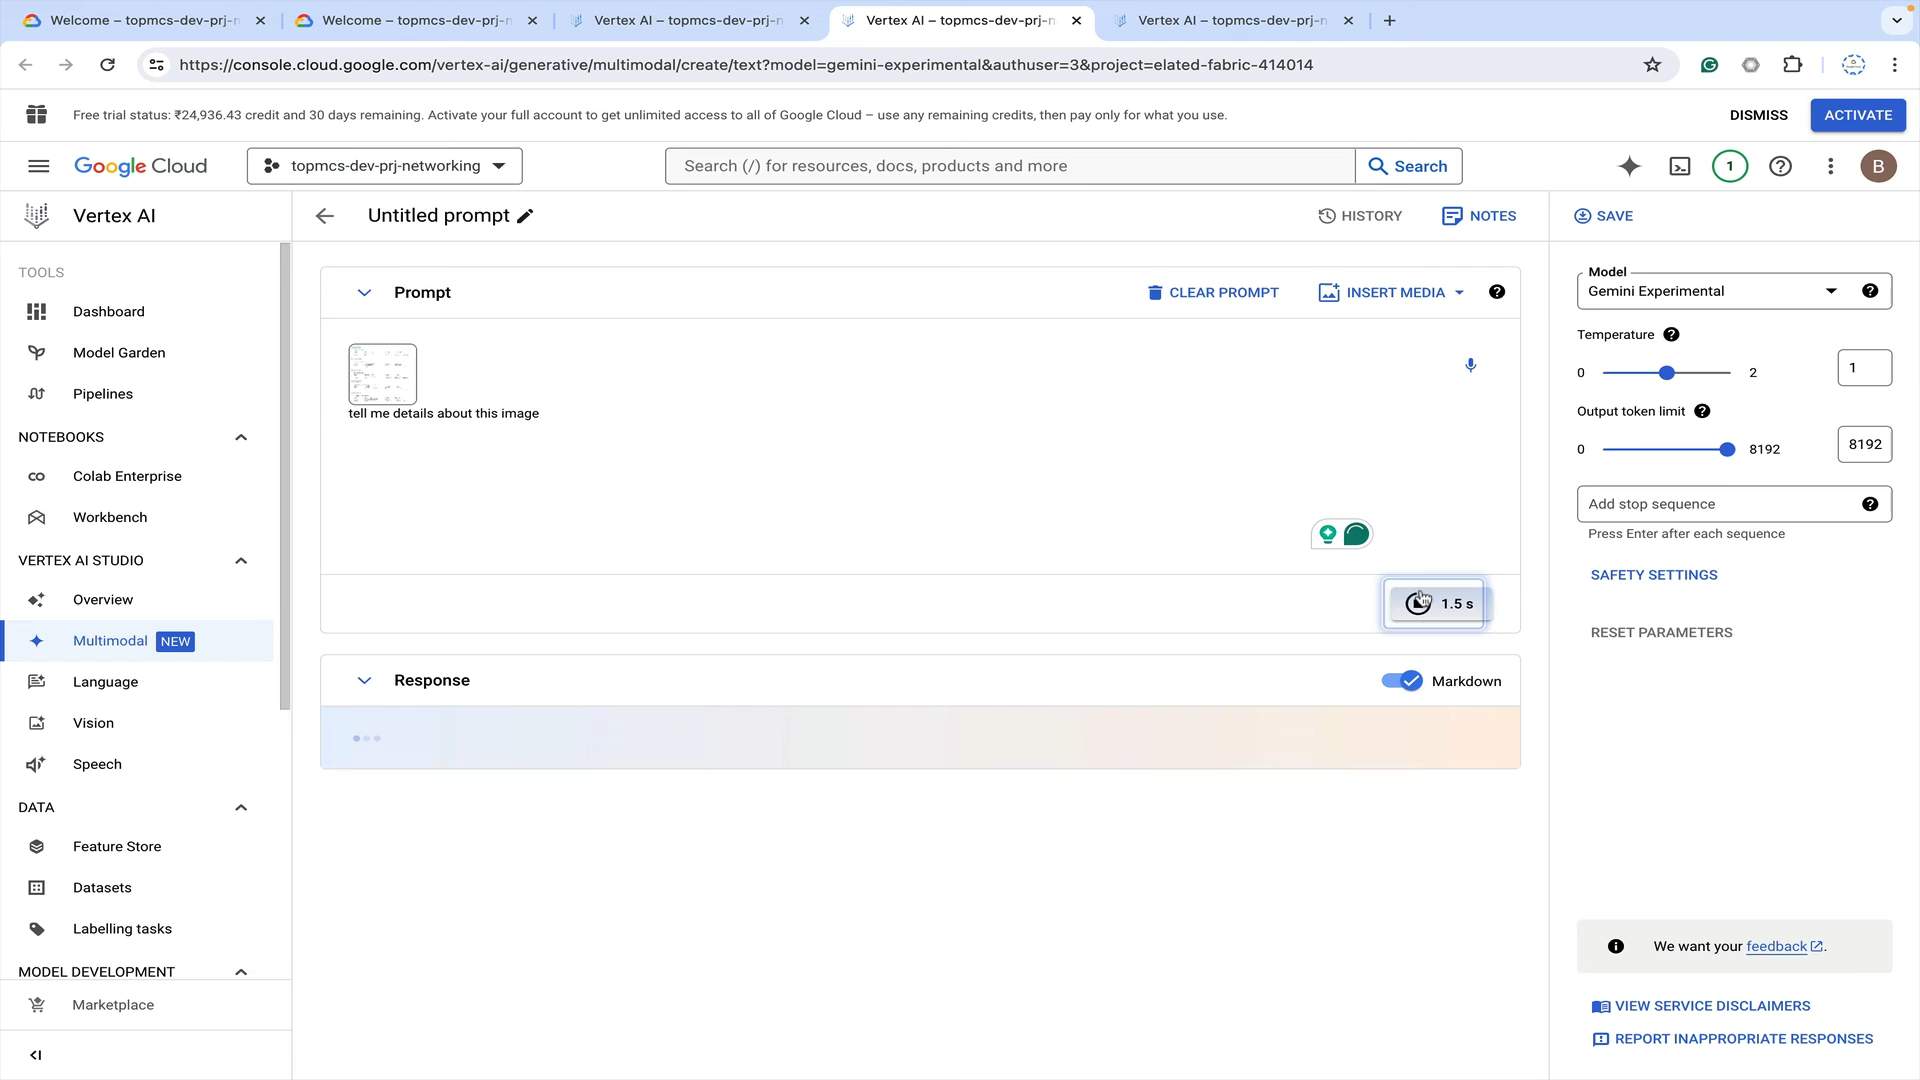 Welcome – topmcs-dev-prj-n
Welcome – topmcs-dev-prj-n
Vertex AI – topmcs-dev-prj-n
Vertex AI – topmcs-dev-prj-n
Vertex AI – topmcs-dev-prj-n
https://console.cloud.google.com/vertex-ai/generative/multimodal/create/text?model=gemini-experimental&authuser=3&project=elated-fabric-414014
Free trial status: ₹24,936.43 credit and 30 days remaining. Activate your full account to get unlimited access to all of Google Cloud – use any remaining credits, then pay only for what you use.
DISMISS
ACTIVATE
Google Cloud
topmcs-dev-prj-networking
Search (/) for resources, docs, products and more
Search
1
B
Vertex AI
Untitled prompt
HISTORY
NOTES
SAVE
TOOLS
Dashboard
Model Garden
Pipelines
NOTEBOOKS
Colab Enterprise
Workbench
VERTEX AI STUDIO
Overview
Multimodal NEW
Language
Vision
Speech
DATA
Feature Store
Datasets
Labelling tasks
MODEL DEVELOPMENT
Marketplace
Prompt
CLEAR PROMPT
INSERT MEDIA
tell me details about this image
1.5 s
Response
Markdown
Model
Gemini Experimental
Temperature
0
2
1
Output token limit
0
8192
8192
Add stop sequence
Press Enter after each sequence
SAFETY SETTINGS
RESET PARAMETERS
We want your feedback.
VIEW SERVICE DISCLAIMERS
REPORT INAPPROPRIATE RESPONSES